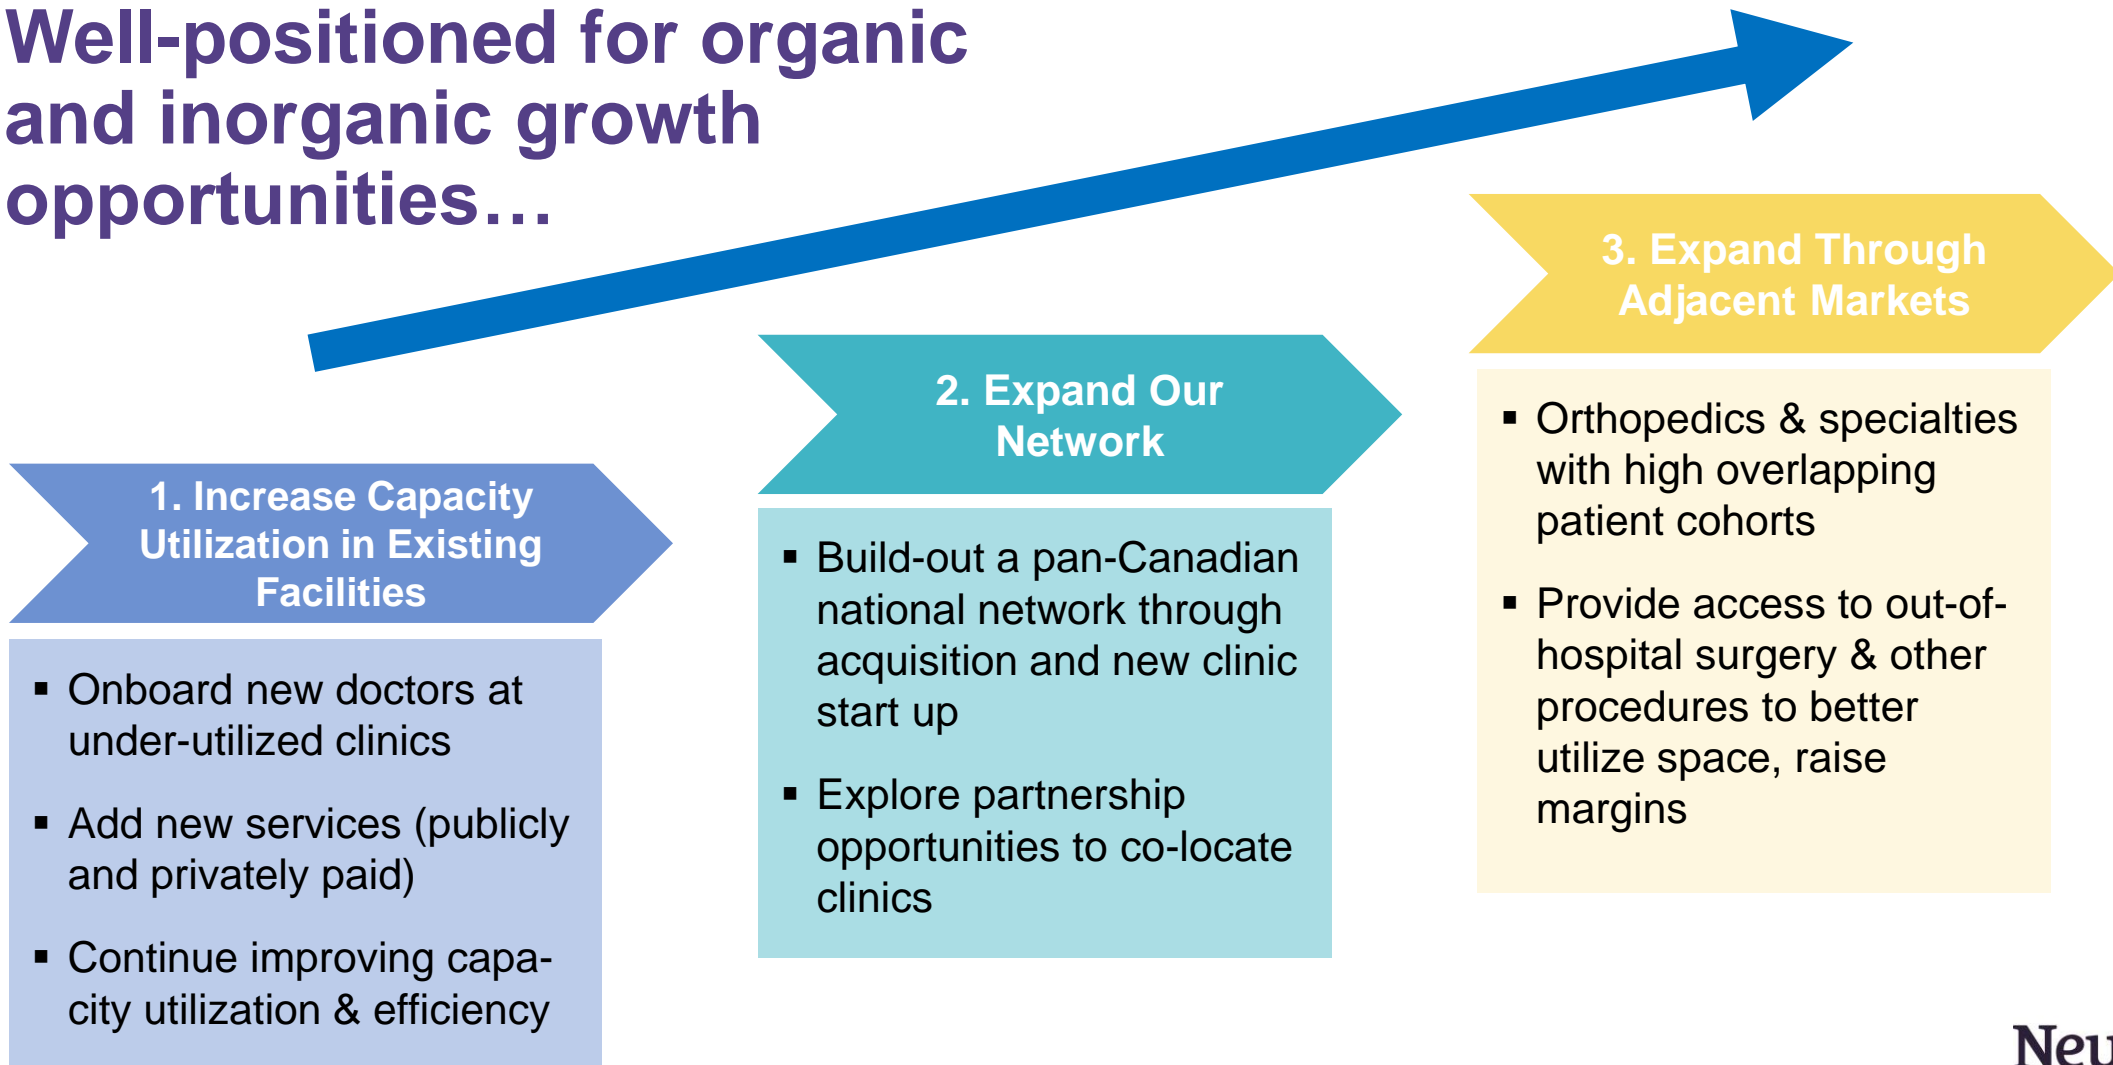 Well-positioned for organic
and inorganic growth
opportunities…
1. Increase Capacity
Utilization in Existing
Facilities
▪ Onboard new doctors at
under-utilized clinics
▪ Add new services (publicly
and privately paid)
▪ Continue improving capa-
city utilization & efficiency
2. Expand Our
Network
▪ Build-out a pan-Canadian
national network through
acquisition and new clinic
start up
▪ Explore partnership
opportunities to co-locate
clinics
3. Expand Through
Adjacent Markets
▪ Orthopedics & specialties
with high overlapping
patient cohorts
▪ Provide access to out-of-
hospital surgery & other
procedures to better
utilize space, raise
margins